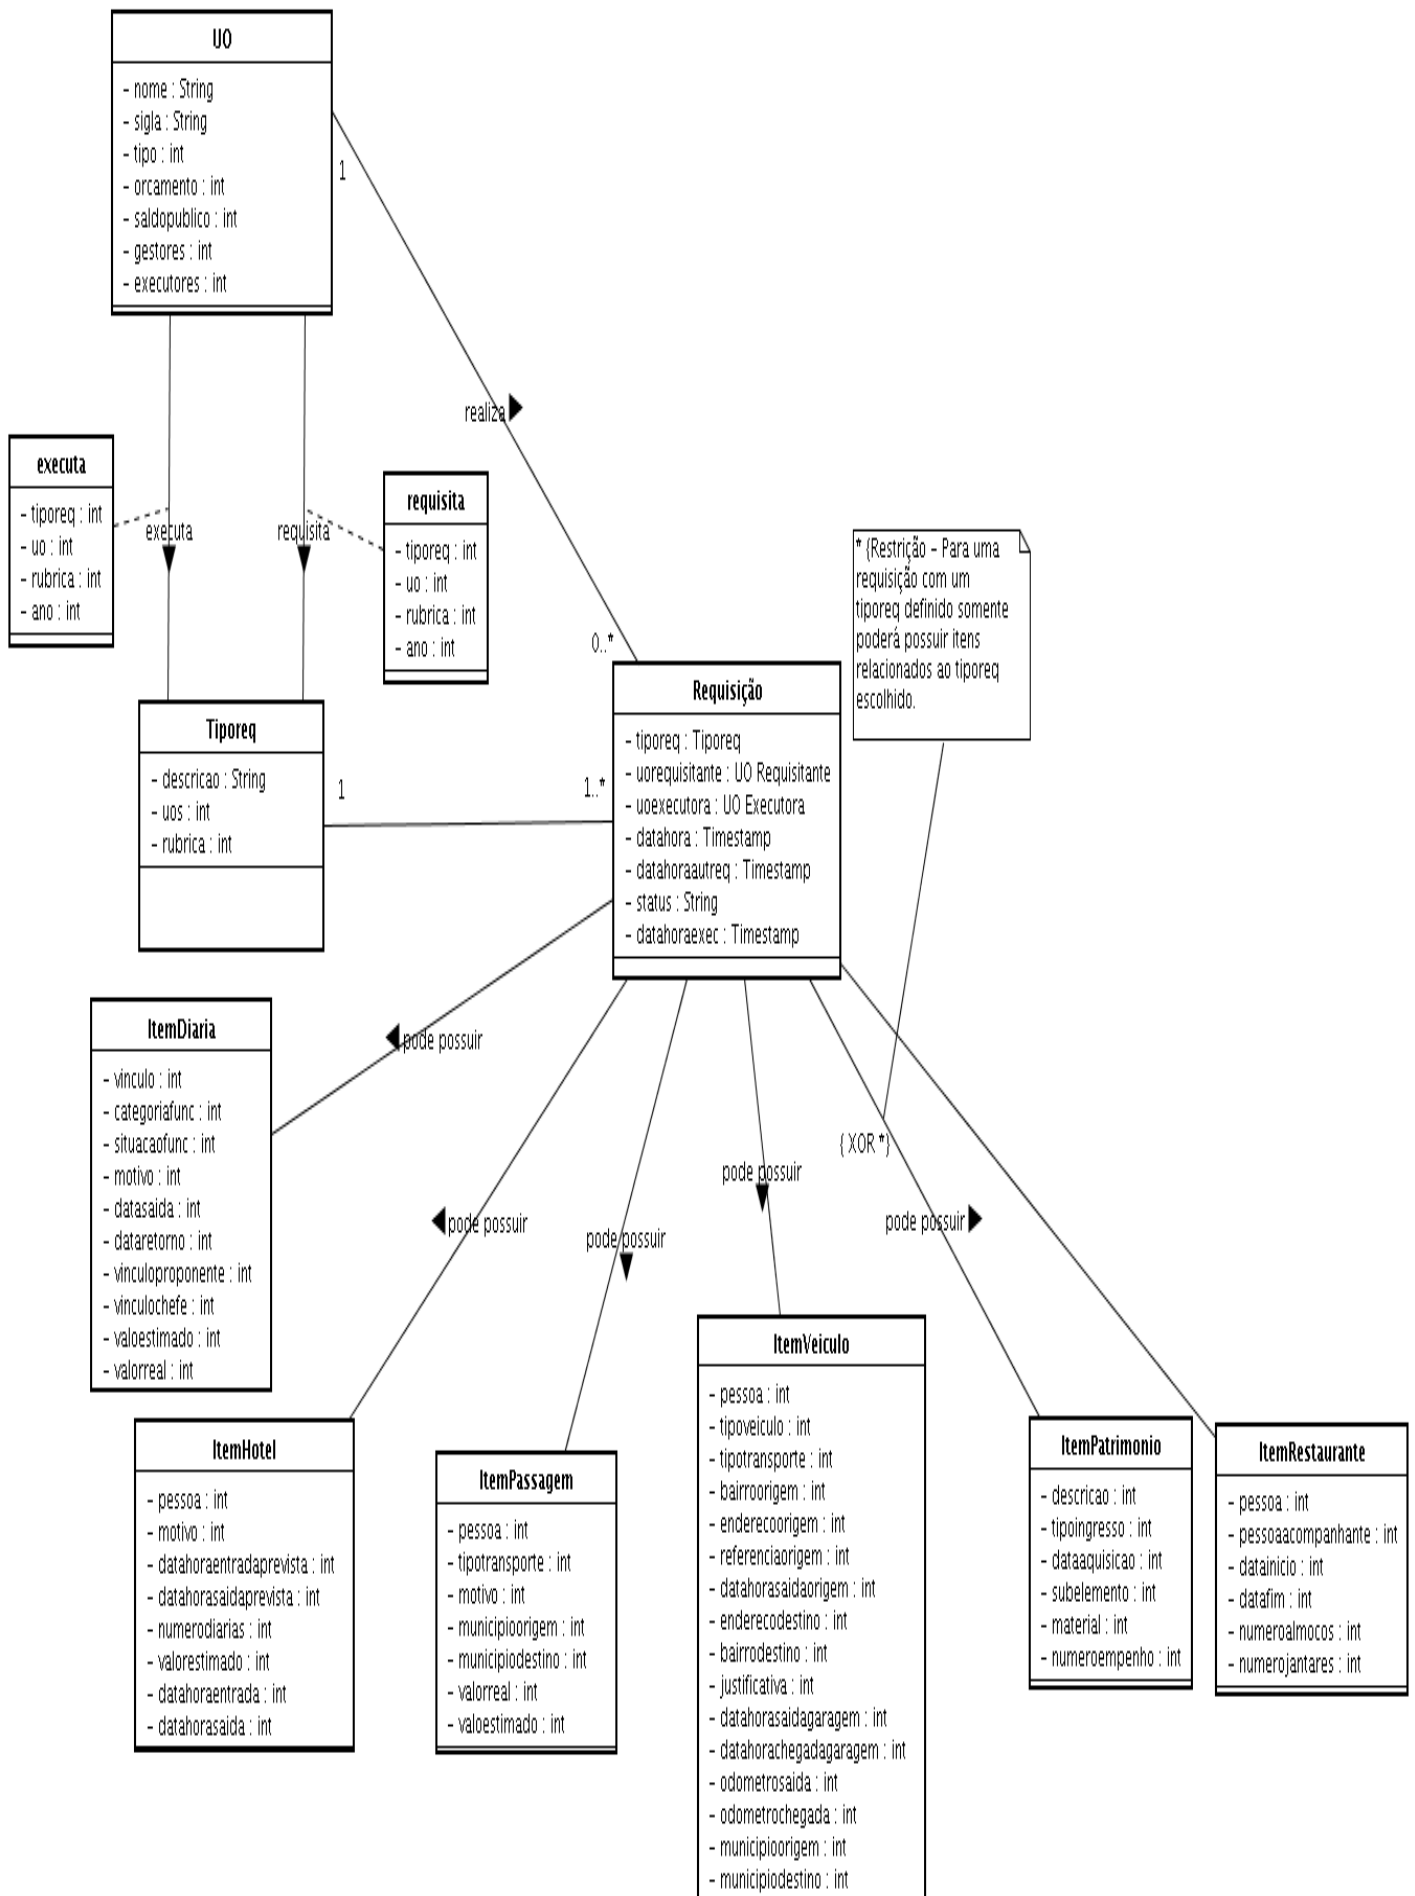 UO
- nome : String
- sigla : String
- tipo : int
- orcamento : int
- saldopublico : int
- gestores : int
- executores : int
1
realiza
0..*
executa
- tiporeq : int
- uo : int
- rubrica : int
- ano : int
executa
requisita
requisita
- tiporeq : int
- uo : int
- rubrica : int
- ano : int
* {Restrição - Para uma
requisição com um
tiporeq definido somente
poderá possuir itens
relacionados ao tiporeq
escolhido.
Tiporeq
- descricao : String
- uos : int
- rubrica : int
1
1..*
Requisição
- tiporeq : Tiporeq
- uorequisitante : UO Requisitante
- uoexecutora : UO Executora
- datahora : Timestamp
- datahoraautreq : Timestamp
- status : String
- datahoraexec : Timestamp
ItemDiaria
- vinculo : int
- categoriafunc : int
- situacaofunc : int
- motivo : int
- datasaida : int
- dataretorno : int
- vinculoproponente : int
- vinculochefe : int
- valoestimado : int
- valorreal : int
pode possuir
pode possuir
pode possuir
pode possuir
{ XOR *}
pode possuir
ItemHotel
- pessoa : int
- motivo : int
- datahoraentradaprevista : int
- datahorasaidaprevista : int
- numerodiarias : int
- valorestimado : int
- datahoraentrada : int
- datahorasaida : int
ItemPassagem
- pessoa : int
- tipotransporte : int
- motivo : int
- municipioorigem : int
- municipiodestino : int
- valorreal : int
- valoestimado : int
ItemVeiculo
- pessoa : int
- tipoveiculo : int
- tipotransporte : int
- bairroorigem : int
- enderecoorigem : int
- referenciaorigem : int
- datahorasaidaorigem : int
- enderecodestino : int
- bairrodestino : int
- justificativa : int
- datahorasaidagaragem : int
- datahorachegadagaragem : int
- odometrosaida : int
- odometrochegada : int
- municipioorigem : int
- municipiodestino : int
ItemPatrimonio
- descricao : int
- tipoingresso : int
- dataaquisicao : int
- subelemento : int
- material : int
- numeroempenho : int
ItemRestaurante
- pessoa : int
- pessoaacompanhante : int
- datainicio : int
- datafim : int
- numeroalmocos : int
- numerojantares : int